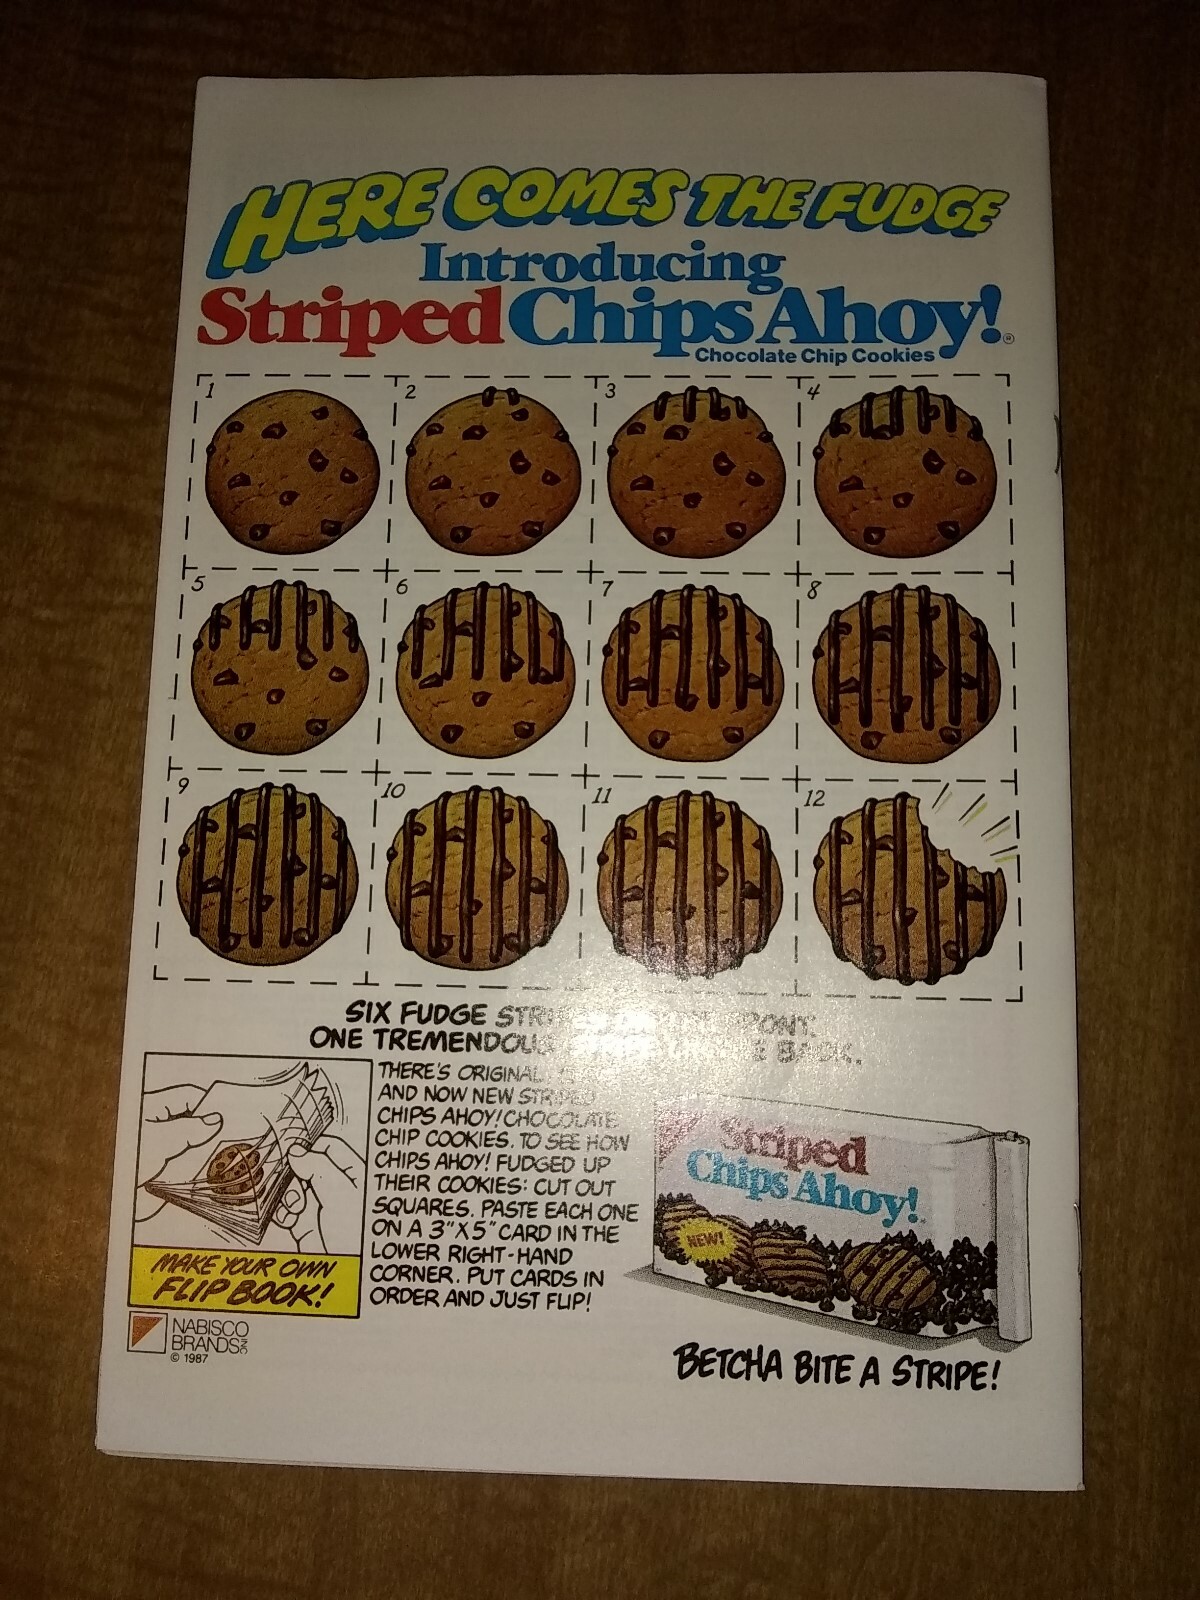 HERE COMES THE FUDGE
Introducing
Striped Chips Ahoy!®
Chocolate Chip Cookies
1
2
3
4
5
6
7
8
9
10
11
12
SIX FUDGE FRONT.
ONE TREMENDOUS BACK.
THERE'S ORIGINAL
AND NOW NEW STRIPED
CHIPS AHOY! CHOCOLATE
CHIP COOKIES. TO SEE HOW
CHIPS AHOY! FUDGED UP
THEIR COOKIES: CUT OUT
SQUARES. PASTE EACH ONE
ON A 3"X5" CARD IN THE
LOWER RIGHT-HAND
CORNER. PUT CARDS IN
ORDER AND JUST FLIP!
MAKE YOUR OWN
FLIP BOOK!
NABISCO
BRANDS INC
© 1987
Striped
Chips Ahoy!
NEW!
BETCHA BITE A STRIPE!